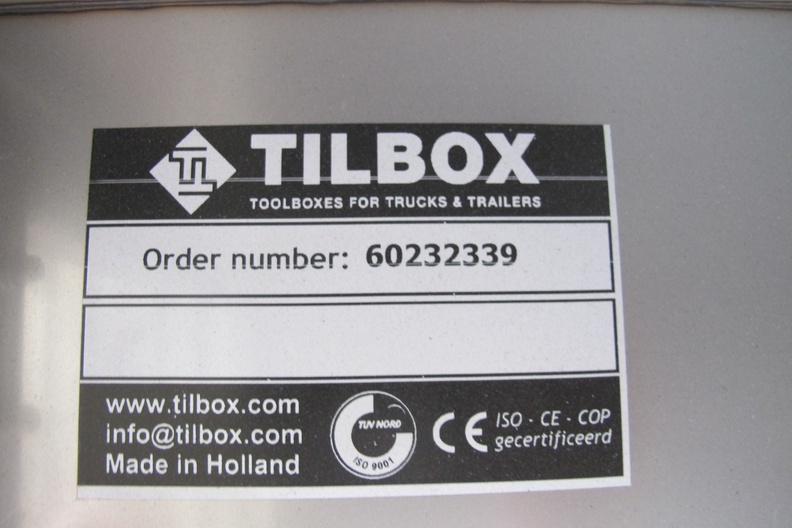 TILBOX
TOOLBOXES FOR TRUCKS & TRAILERS
Order number: 60232339
www.tilbox.com
info@tilbox.com
Made in Holland
TUV NORD
ISO 9001
CE ISO - CE - COP
gecertificeerd